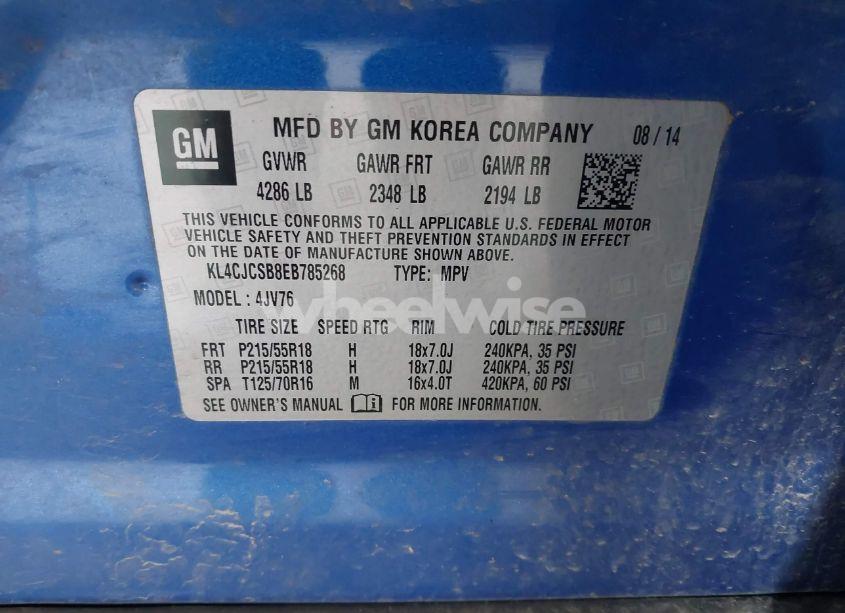 GM
MFD BY GM KOREA COMPANY 08 / 14
GVWR GAWR FRT GAWR RR
4286 LB 2348 LB 2194 LB
THIS VEHICLE CONFORMS TO ALL APPLICABLE U.S. FEDERAL MOTOR
VEHICLE SAFETY AND THEFT PREVENTION STANDARDS IN EFFECT
ON THE DATE OF MANUFACTURE SHOWN ABOVE.
KL4CJCSB8EB785268 TYPE: MPV
MODEL : 4JV76
wheelwise
TIRE SIZE SPEED RTG RIM COLD TIRE PRESSURE
FRT P215/55R18 H 18x7.0J 240KPA, 35 PSI
RR P215/55R18 H 18x7.0J 240KPA, 35 PSI
SPA T125/70R16 M 16x4.0T 420KPA, 60 PSI
SEE OWNER'S MANUAL FOR MORE INFORMATION.